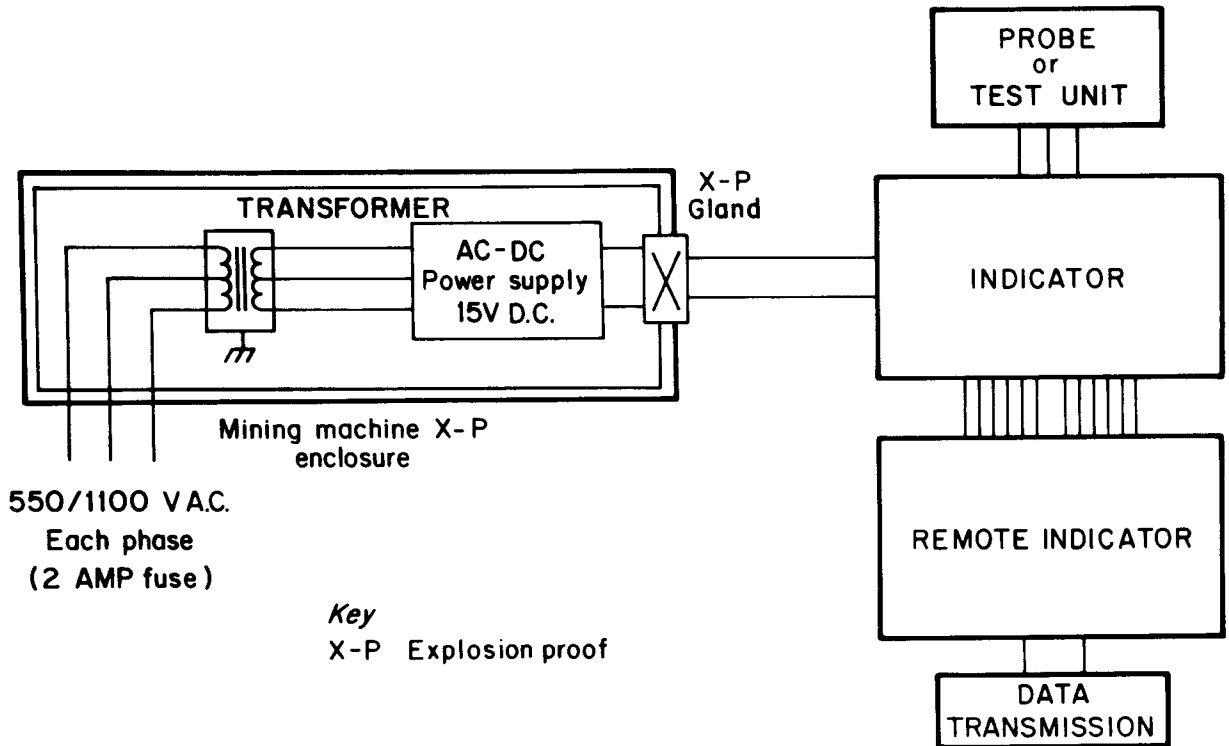 PROBE
or
TEST UNIT
X-P
Gland
TRANSFORMER
AC-DC
Power supply
15V D.C.
INDICATOR
Mining machine X-P
enclosure
550/1100 V A.C.
Each phase
(2 AMP fuse)
REMOTE INDICATOR
Key
X-P Explosion proof
DATA
TRANSMISSION